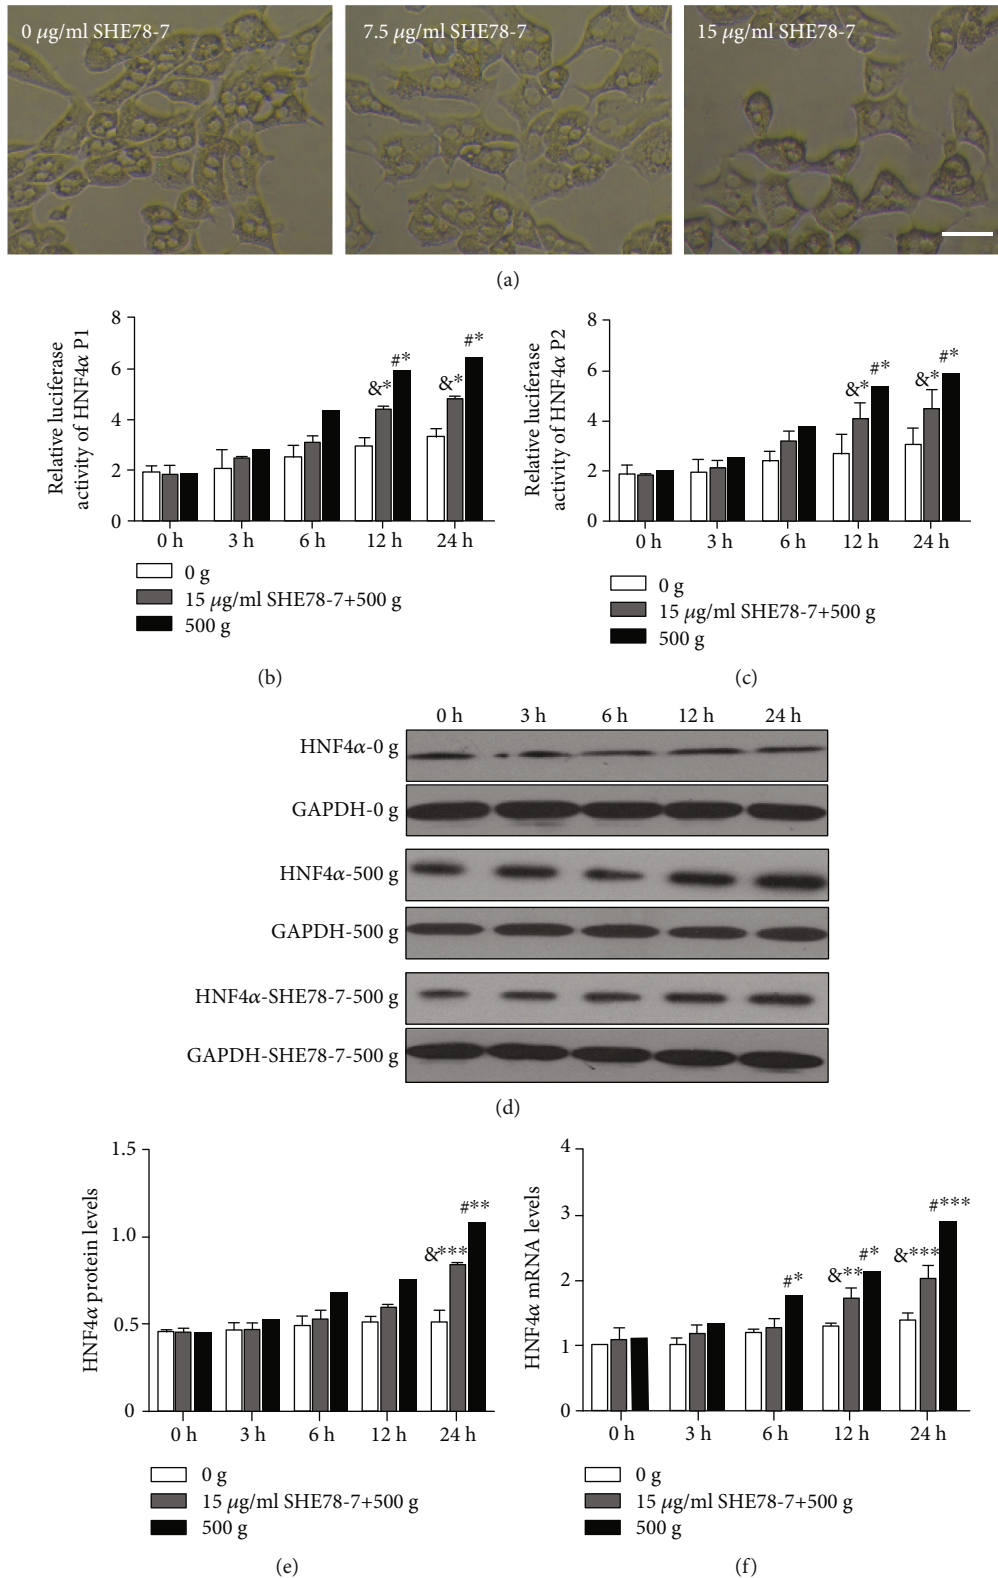 0 μg/ml SHE78-7
7.5 μg/ml SHE78-7
15 μg/ml SHE78-7
(a)
Relative luciferase
activity of HNF4α P1
8
6
4
2
0
&*
#*
&*
#*
0 h 3 h 6 h 12 h 24 h
0 g
15 μg/ml SHE78-7+500 g
500 g
(b)
Relative luciferase
activity of HNF4α P2
8
6
4
2
0
&*
#*
&*
#*
0 h 3 h 6 h 12 h 24 h
0 g
15 μg/ml SHE78-7+500 g
500 g
(c)
0 h 3 h 6 h 12 h 24 h
HNF4α-0 g
GAPDH-0 g
HNF4α-500 g
GAPDH-500 g
HNF4α-SHE78-7-500 g
GAPDH-SHE78-7-500 g
(d)
HNF4α protein levels
1.5
1.0
0.5
0
&***
#**
0 h 3 h 6 h 12 h 24 h
0 g
15 μg/ml SHE78-7+500 g
500 g
(e)
HNF4α mRNA levels
4
3
2
1
0
#*
&**
#*
&***
#***
0 h 3 h 6 h 12 h 24 h
0 g
15 μg/ml SHE78-7+500 g
500 g
(f)